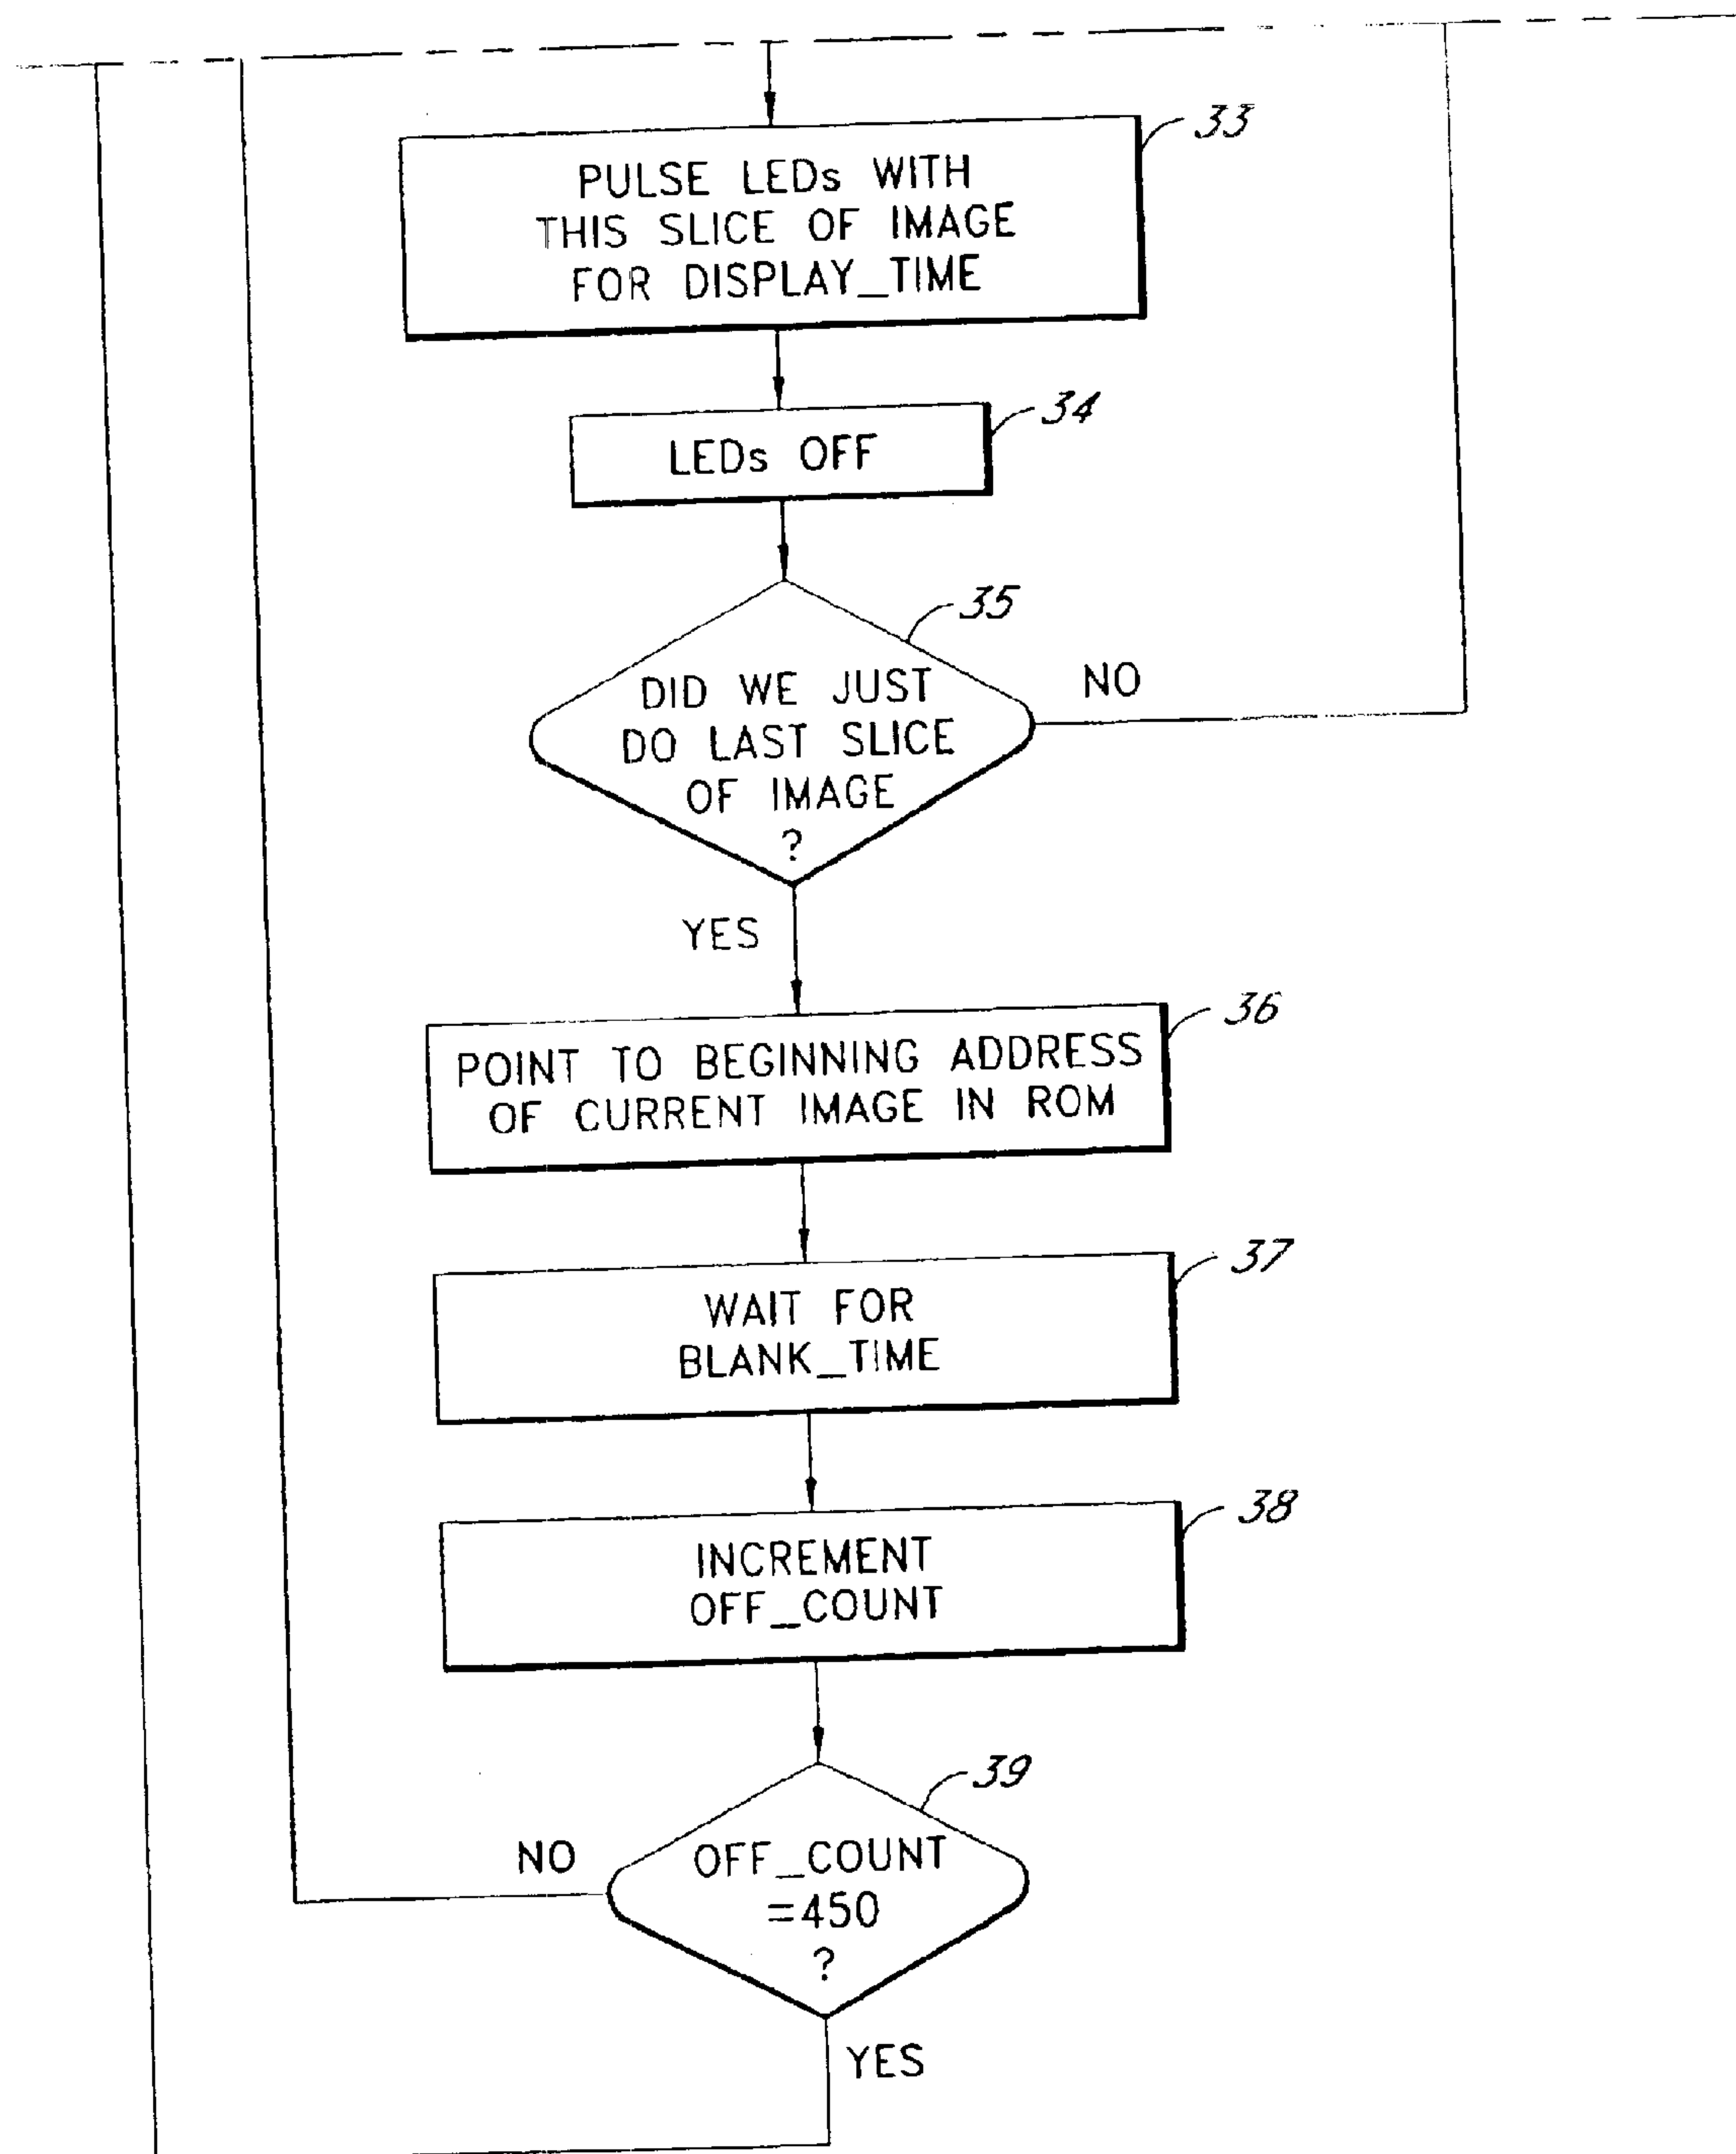 33
PULSE LEDs WITH
THIS SLICE OF IMAGE
FOR DISPLAY_TIME
34
LEDs OFF
35
DID WE JUST
DO LAST SLICE
OF IMAGE
?
NO
YES
36
POINT TO BEGINNING ADDRESS
OF CURRENT IMAGE IN ROM
37
WAIT FOR
BLANK_TIME
38
INCREMENT
OFF_COUNT
39
OFF_COUNT
=450
?
NO
YES